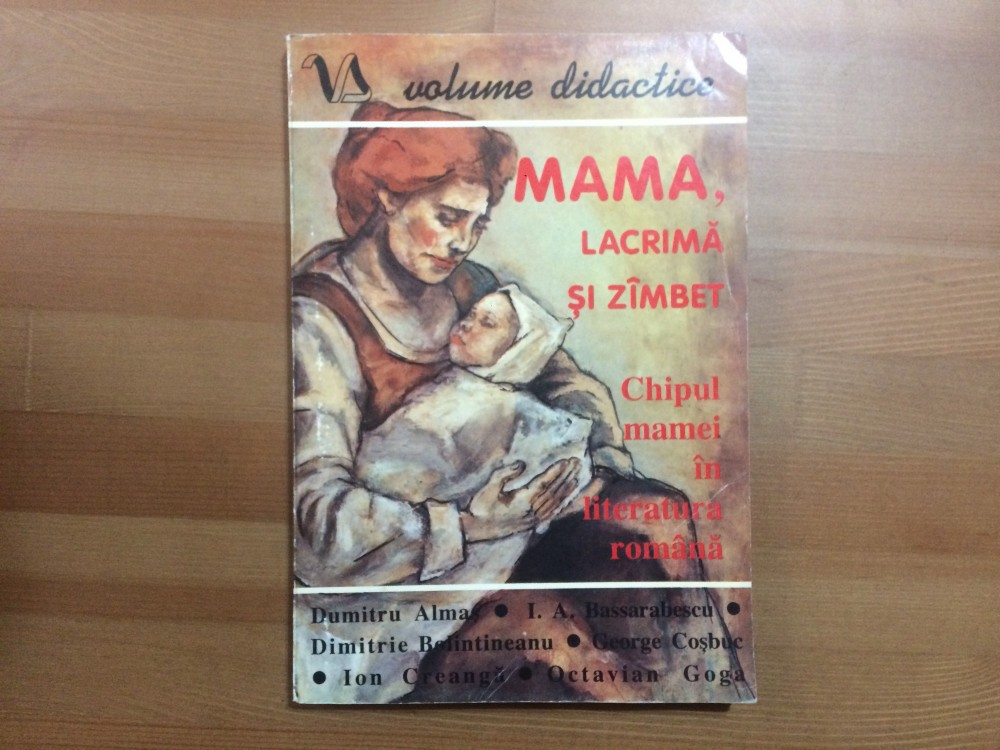 VD volume didactice
MAMA,
LACRIMĂ
ŞI ZÎMBET
Chipul
mamei
în
literatura
română
Dumitru Almaş ● I. A. Bassarabescu ●
Dimitrie Bolintineanu ● George Coşbuc
● Ion Creangă ● Octavian Goga